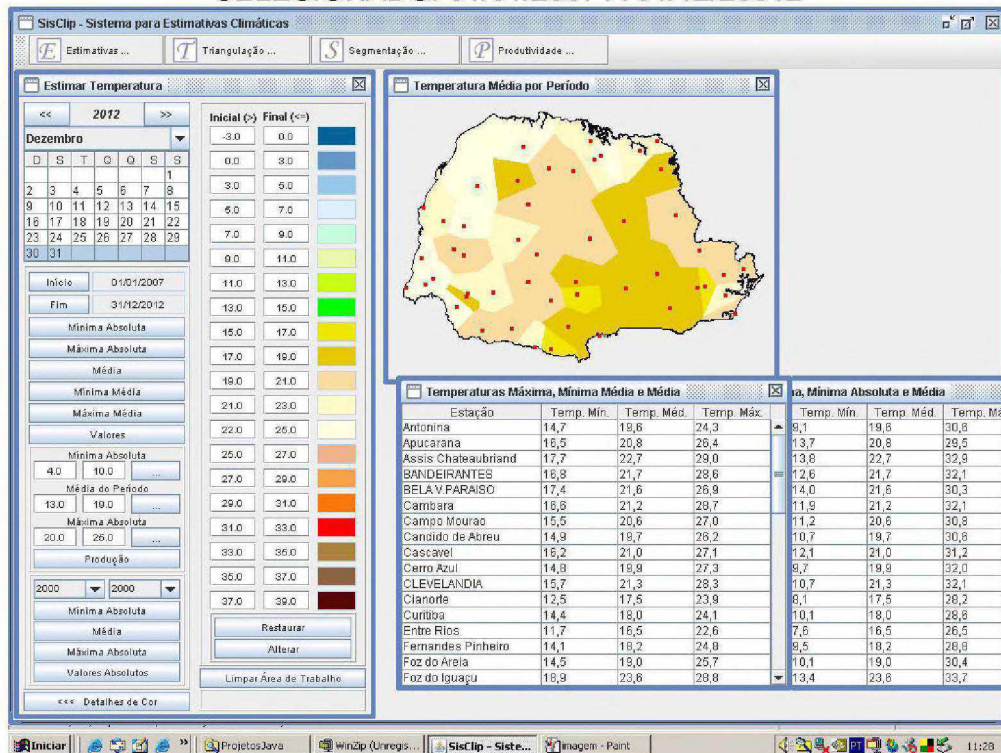 SisClip - Sistema para Estimativas Climáticas
E Estimativas ... T Triangulação ... S Segmentação ... P Produtividade ...
Estimar Temperatura
<< 2012 >>
Dezembro
D S T Q Q S S
1
2 3 4 5 6 7 8
9 10 11 12 13 14 15
16 17 18 19 20 21 22
23 24 25 26 27 28 29
30 31
Início 01/01/2007
Fim 31/12/2012
Mínima Absoluta
Máxima Absoluta
Média
Mínima Média
Máxima Média
Valores
Mínima Absoluta
4.0 10.0 ...
Média do Período
13.0 19.0 ...
Máxima Absoluta
20.0 26.0 ...
Produção
2000 2000
Mínima Absoluta
Média
Máxima Absoluta
Valores Absolutos
<<< Detalhes de Cor
Inicial (>) Final (<=)
-3.0 0.0
0.0 3.0
3.0 5.0
5.0 7.0
7.0 9.0
9.0 11.0
11.0 13.0
13.0 15.0
15.0 17.0
17.0 19.0
19.0 21.0
21.0 23.0
22.0 25.0
25.0 27.0
27.0 29.0
29.0 31.0
31.0 33.0
33.0 35.0
35.0 37.0
37.0 39.0
Restaurar
Alterar
Limpar Área de Trabalho
Temperatura Média por Período
Temperaturas Máxima, Mínima Média e Média
Estação Temp. Mín. Temp. Méd. Temp. Máx.
Antonina 14,7 19,6 24,3
Apucarana 16,5 20,8 26,4
Assis Chateaubriand 17,7 22,7 29,0
BANDEIRANTES 16,8 21,7 28,6
BELA V.PARAISO 17,4 21,6 26,9
Cambara 16,6 21,2 28,7
Campo Mourao 15,5 20,6 27,0
Candido de Abreu 14,9 19,7 26,2
Cascavel 16,2 21,0 27,1
Cerro Azul 14,8 19,9 27,3
CLEVELANDIA 15,7 21,3 28,3
Cianorte 12,5 17,5 23,9
Curitiba 14,4 18,0 24,1
Entre Rios 11,7 16,5 22,6
Fernandes Pinheiro 14,1 18,2 24,8
Foz do Areia 14,5 19,0 25,7
Foz do Iguaçu 18,9 23,6 28,8
na, Mínima Absoluta e Média
Temp. Mín. Temp. Méd. Temp. Má
9,1 19,6 30,6
13,7 20,8 29,5
13,8 22,7 32,9
12,6 21,7 32,1
14,0 21,6 30,3
11,9 21,2 32,1
11,2 20,6 30,8
10,7 19,7 30,6
12,1 21,0 31,2
9,7 19,9 32,0
10,7 21,3 32,1
8,1 17,5 28,2
10,1 18,0 28,6
7,6 16,5 26,5
9,5 18,2 28,8
10,1 19,0 30,4
13,4 23,6 33,7
Iniciar » ProjetosJava WinZip (Unregis... SisClip - Siste... imagem - Paint PT 11:28